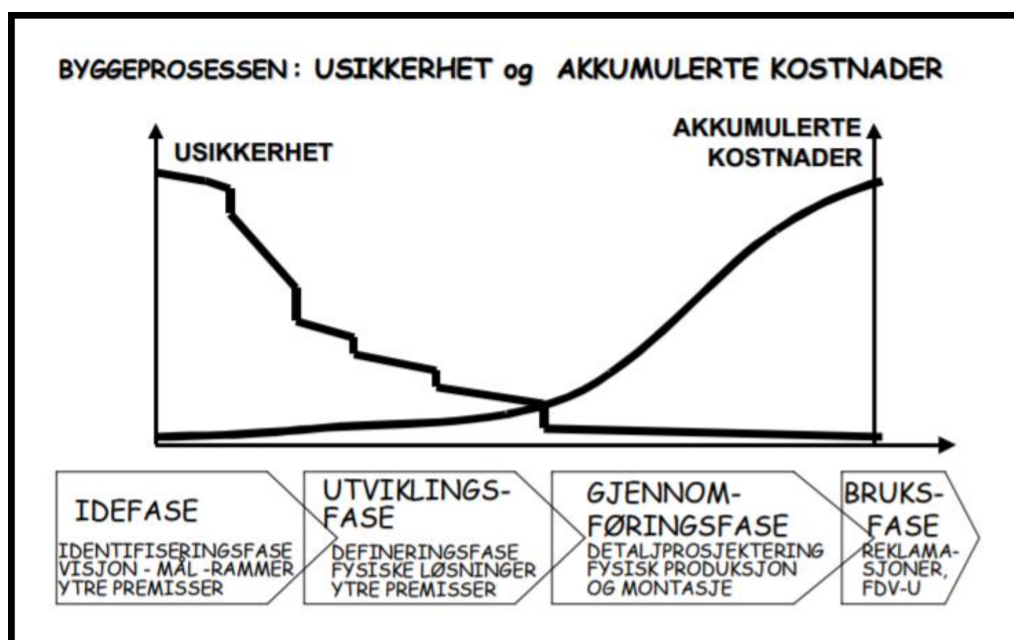 BYGGEPROSESSEN: USIKKERHET og AKKUMULERTE KOSTNADER
USIKKERHET
AKKUMULERTE
KOSTNADER
IDEFASE
IDENTIFISERINGSFASE
VISJON - MÅL -RAMMER
YTRE PREMISSER
UTVIKLINGS-
FASE
DEFINERINGSFASE
FYSISKE LØSNINGER
YTRE PREMISSER
GJENNOM-
FØRINGSFASE
DETALJPROSJEKTERING
FYSISK PRODUKSJON
OG MONTASJE
BRUKS-
FASE
REKLAMA-
SJONER,
FDV-U